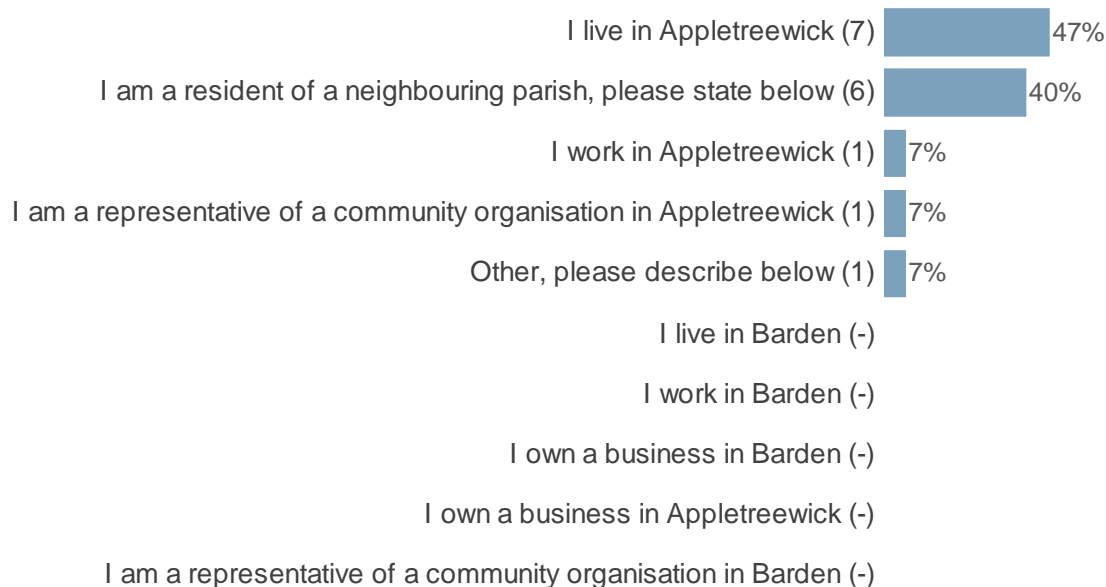 I live in Appletreewick (7) 47%
I am a resident of a neighbouring parish, please state below (6) 40%
I work in Appletreewick (1) 7%
I am a representative of a community organisation in Appletreewick (1) 7%
Other, please describe below (1) 7%
I live in Barden (-)
I work in Barden (-)
I own a business in Barden (-)
I own a business in Appletreewick (-)
I am a representative of a community organisation in Barden (-)